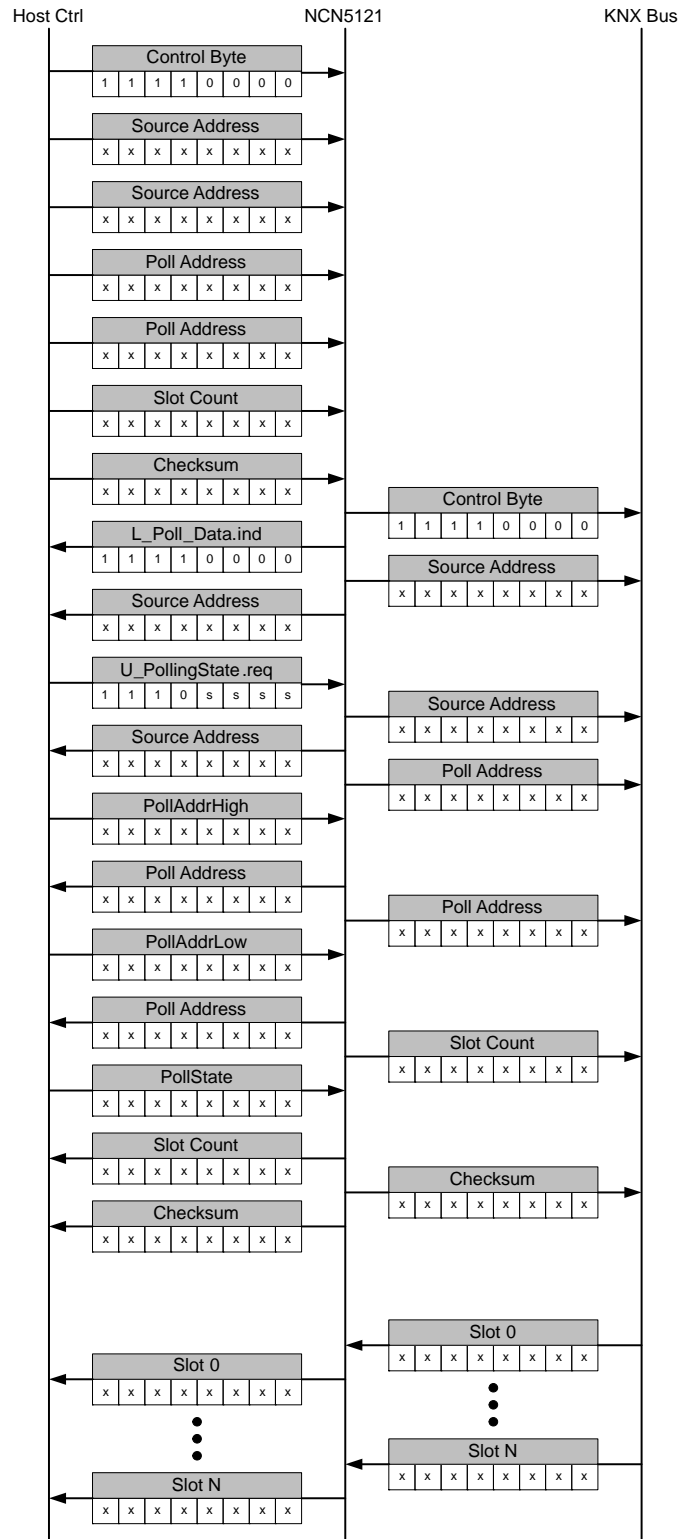 Host Ctrl NCN5121 KNX Bus
Control Byte
1 1 1 1 0 0 0 0
Source Address
x x x x x x x x
Source Address
x x x x x x x x
Poll Address
x x x x x x x x
Poll Address
x x x x x x x x
Slot Count
x x x x x x x x
Checksum
x x x x x x x x
Control Byte
1 1 1 1 0 0 0 0
L_Poll_Data.ind
1 1 1 1 0 0 0 0
Source Address
x x x x x x x x
Source Address
x x x x x x x x
U_PollingState.req
1 1 1 0 s s s s
Source Address
x x x x x x x x
Source Address
x x x x x x x x
Poll Address
x x x x x x x x
PollAddrHigh
x x x x x x x x
Poll Address
x x x x x x x x
Poll Address
x x x x x x x x
PollAddrLow
x x x x x x x x
Poll Address
x x x x x x x x
Slot Count
x x x x x x x x
PollState
x x x x x x x x
Slot Count
x x x x x x x x
Checksum
x x x x x x x x
Checksum
x x x x x x x x
Slot 0
x x x x x x x x
Slot 0
x x x x x x x x
Slot N
x x x x x x x x
Slot N
x x x x x x x x